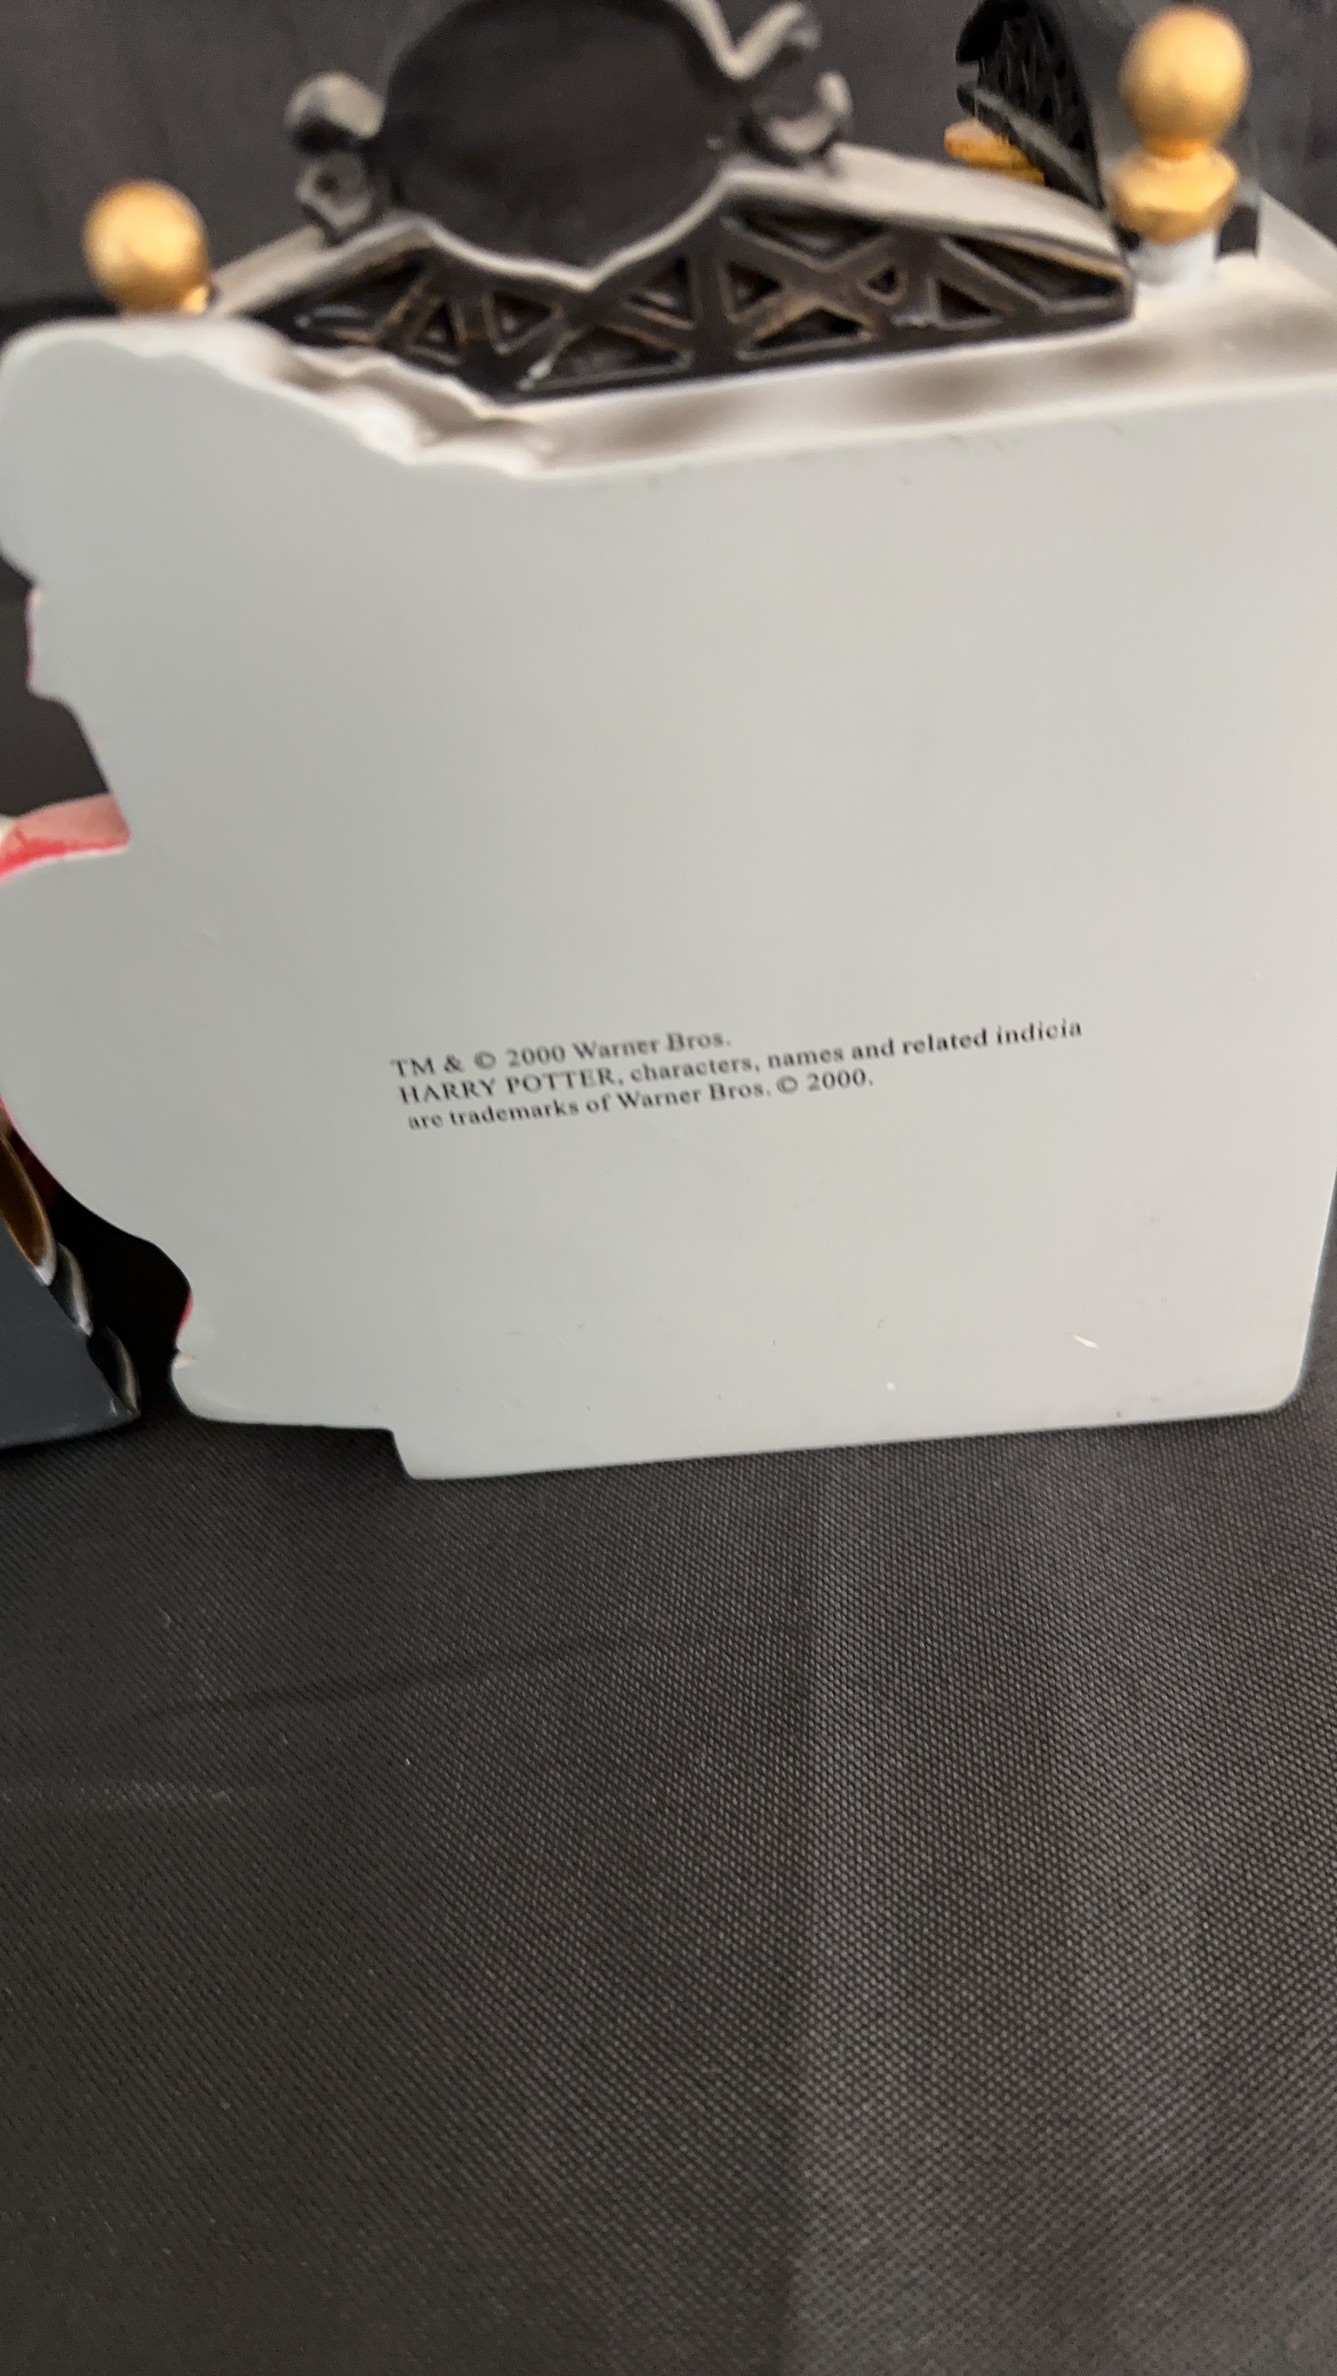 TM & © 2000 Warner Bros.
HARRY POTTER, characters, names and related indicia
are trademarks of Warner Bros. © 2000.